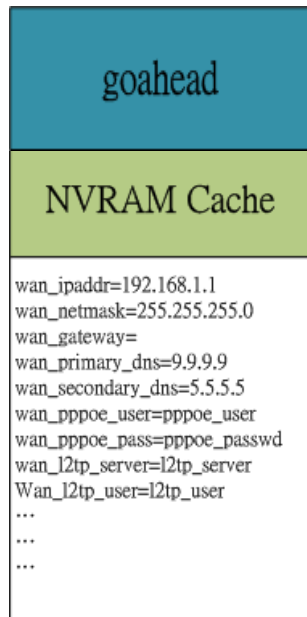 goahead
NVRAM Cache
wan_ipaddr=192.168.1.1
wan_netmask=255.255.255.0
wan_gateway=
wan_primary_dns=9.9.9.9
wan_secondary_dns=5.5.5.5
wan_pppoe_user=pppoe_user
wan_pppoe_pass=pppoe_passwd
wan_l2tp_server=l2tp_server
Wan_l2tp_user=l2tp_user
...
...
...